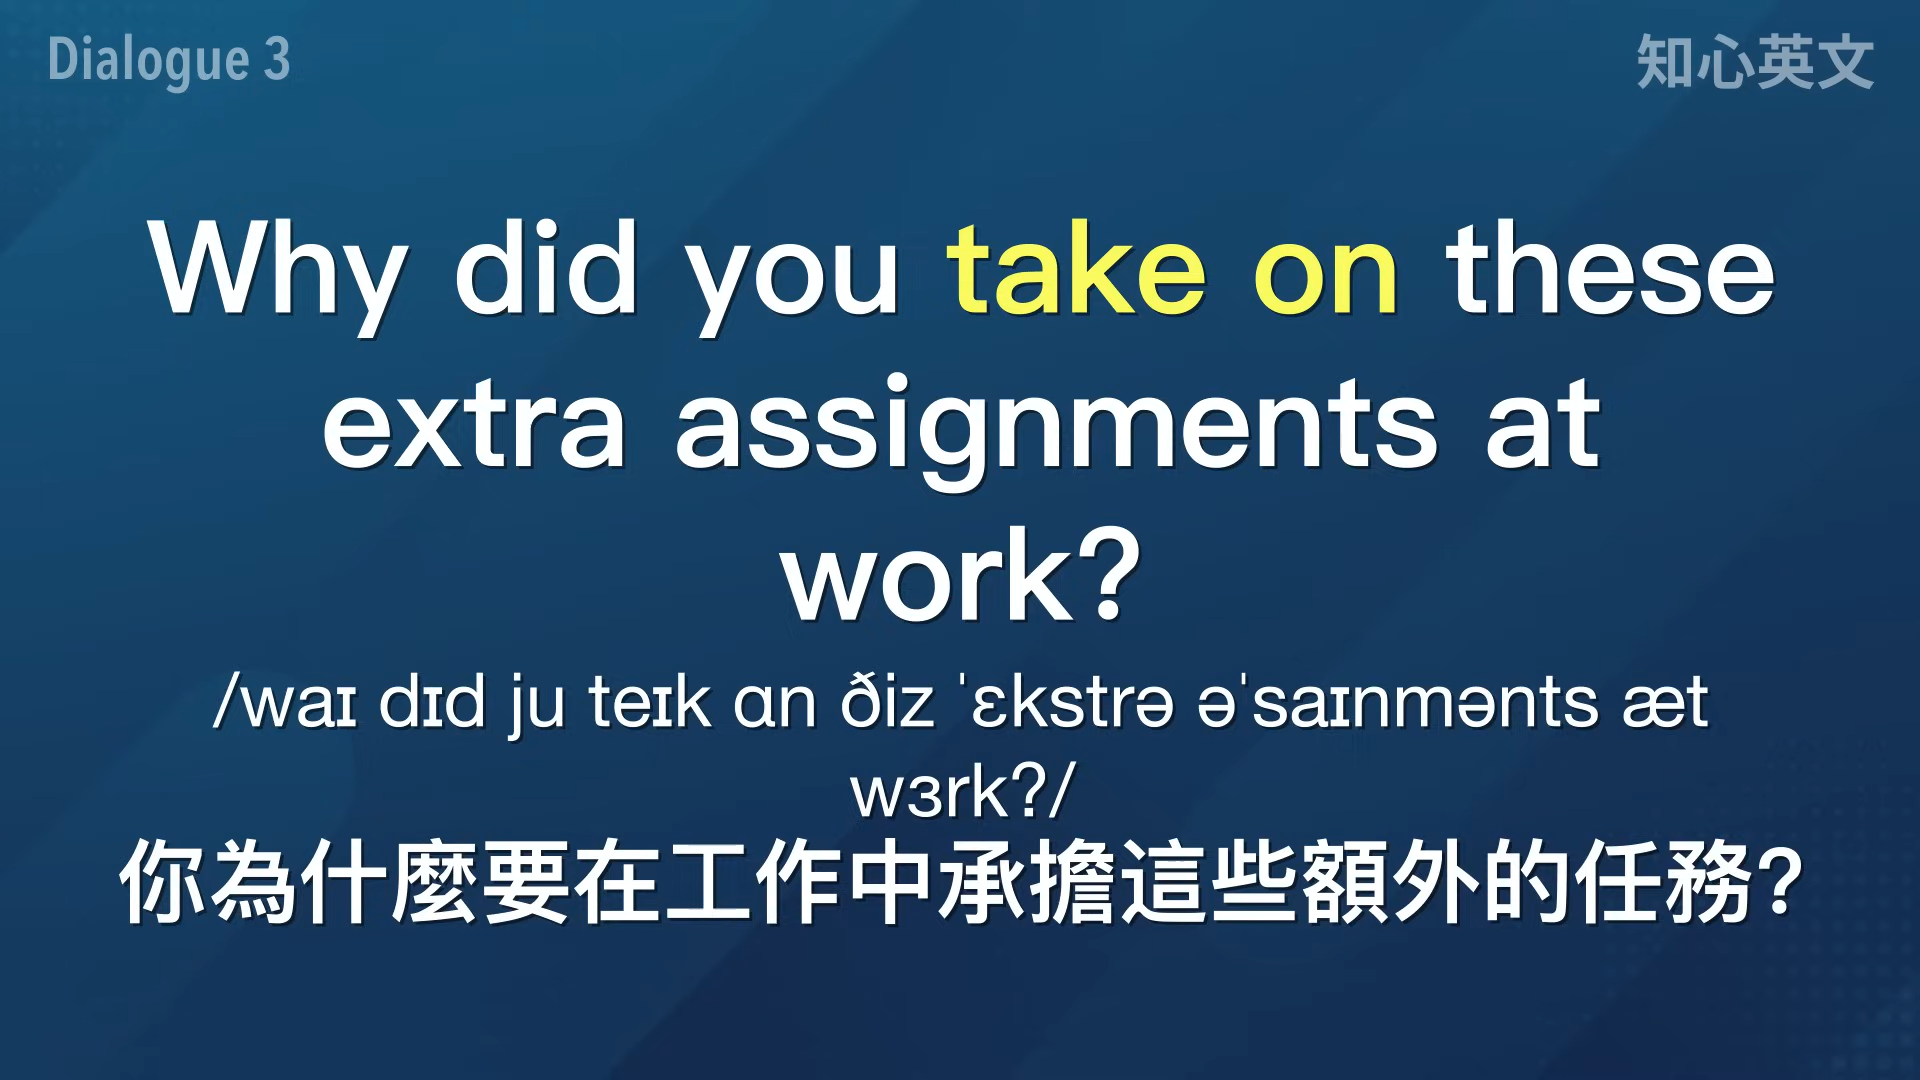 Dialogue 3
知心英文
Why did you take on these
extra assignments at
work?
/waɪ dɪd ju teɪk ɑn ðiz ˈɛkstrə əˈsaɪnmənts æt
wɜrk?/
你為什麼要在工作中承擔這些額外的任務?